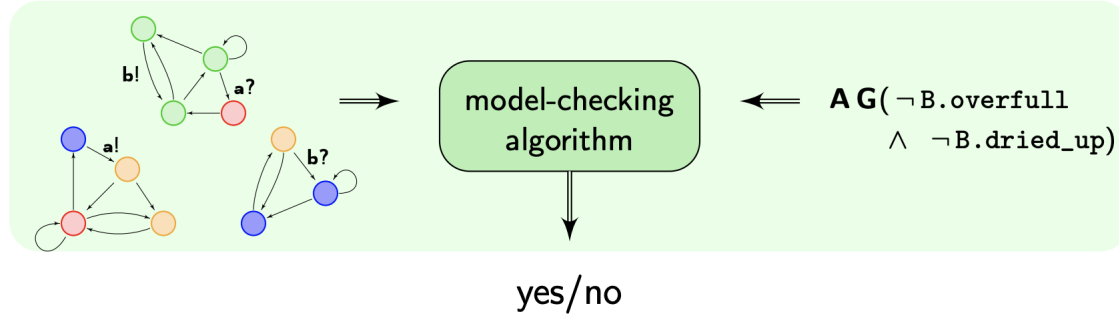 b!
a?
a!
b?
model-checking
algorithm
A G(¬ B.overfull
∧ ¬ B.dried_up)
yes/no